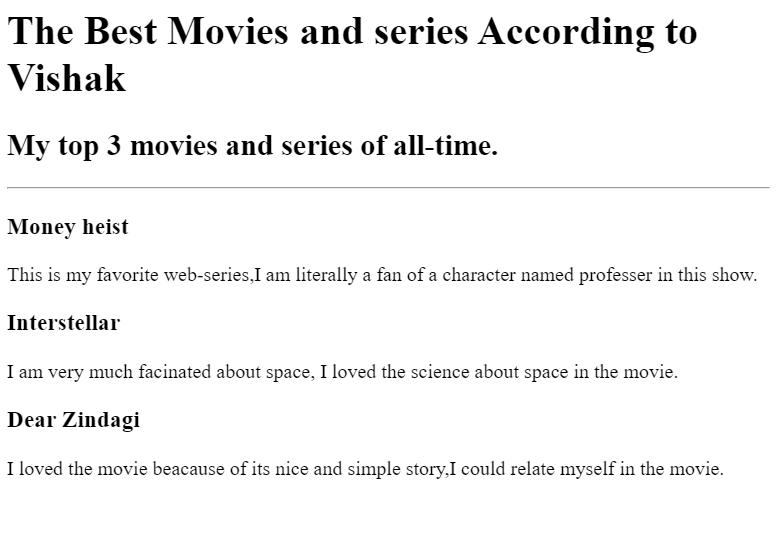 The Best Movies and series According to
Vishak
My top 3 movies and series of all-time.
Money heist
This is my favorite web-series,I am literally a fan of a character named professer in this show.
Interstellar
I am very much facinated about space, I loved the science about space in the movie.
Dear Zindagi
I loved the movie beacause of its nice and simple story,I could relate myself in the movie.